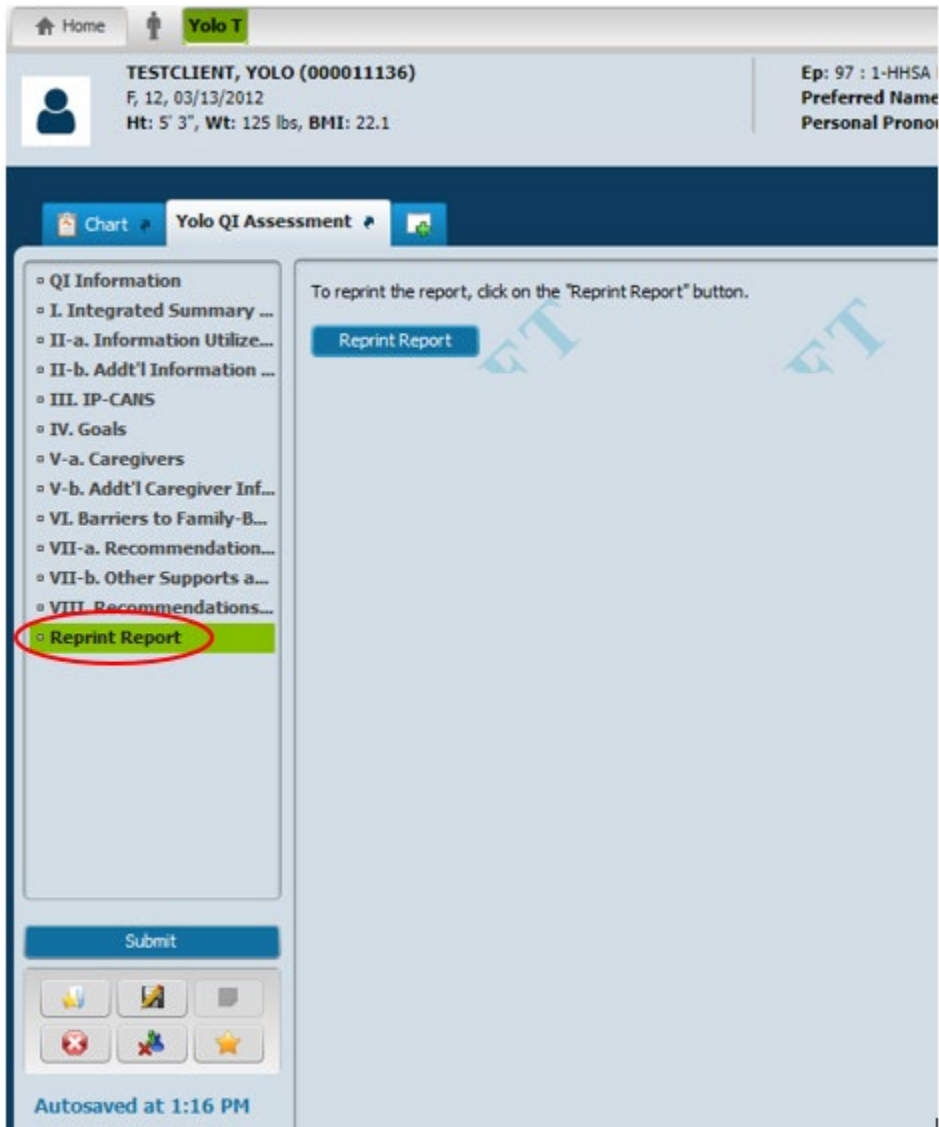 Home
Yolo T
TESTCLIENT, YOLO (000011136)
F, 12, 03/13/2012
Ht: 5' 3", Wt: 125 lbs, BMI: 22.1
Ep: 97 : 1-HHSA
Preferred Name
Personal Pronou
Chart
Yolo QI Assessment
QI Information
I. Integrated Summary ...
II-a. Information Utilize...
II-b. Addt'l Information ...
III. IP-CANS
IV. Goals
V-a. Caregivers
V-b. Addt'l Caregiver Inf...
VI. Barriers to Family-B...
VII-a. Recommendation...
VII-b. Other Supports a...
VIII. Recommendations...
Reprint Report
To reprint the report, click on the "Reprint Report" button.
Reprint Report
Submit
Autosaved at 1:16 PM